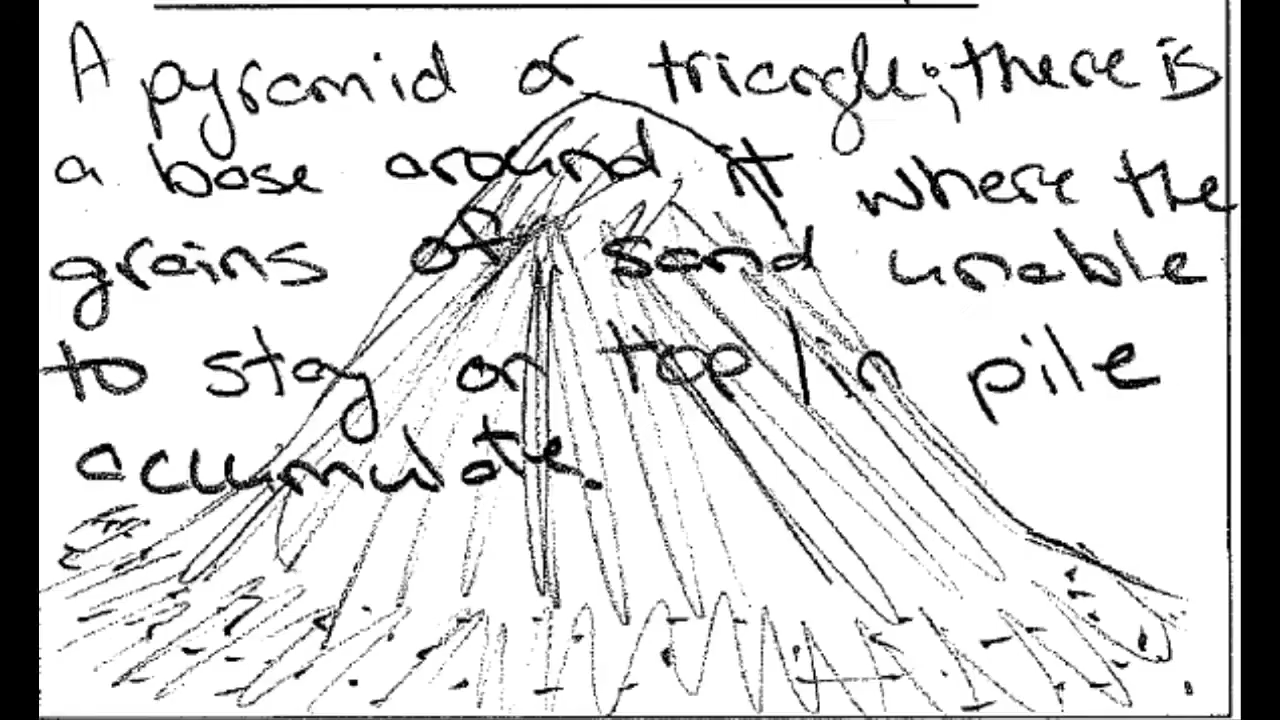 A pyramid or triangle; there is
a base around it where the
grains of sand unable
to stay on top/in pile
accumulate.